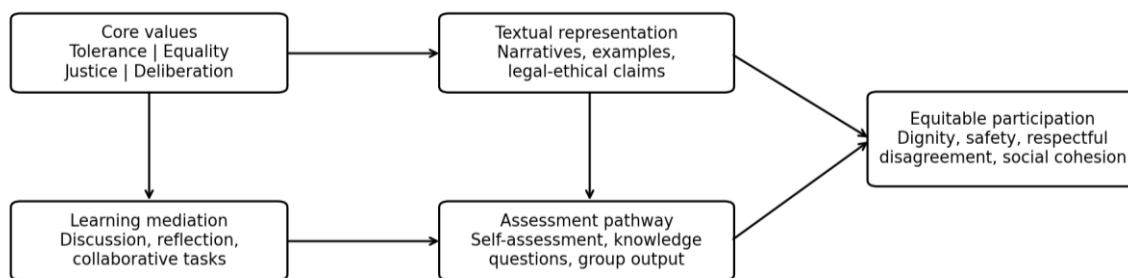 Core values
Tolerance | Equality
Justice | Deliberation
Textual representation
Narratives, examples,
legal-ethical claims
Equitable participation
Dignity, safety, respectful
disagreement, social cohesion
Learning mediation
Discussion, reflection,
collaborative tasks
Assessment pathway
Self-assessment, knowledge
questions, group output